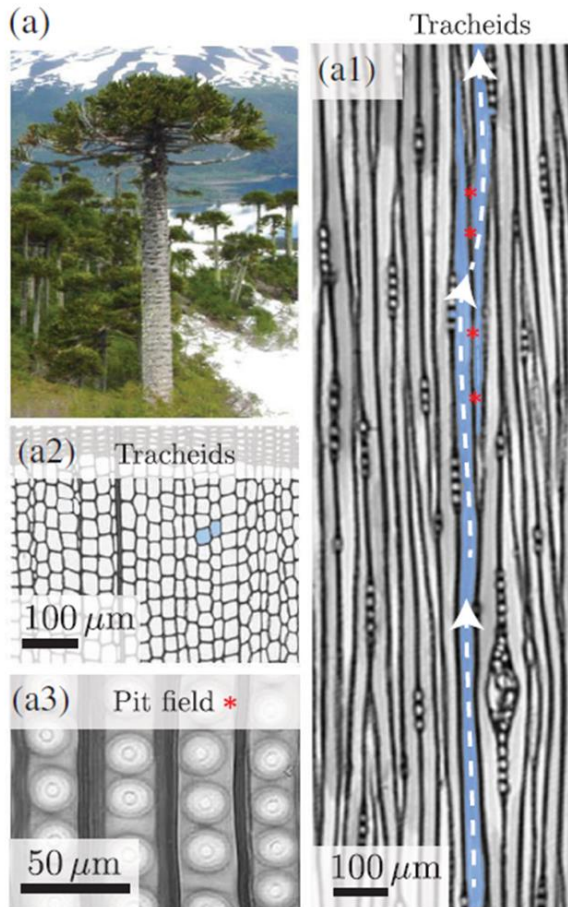 (a)
Tracheids
(a1)
(a2) Tracheids
100 μm
(a3) Pit field *
50 μm
100 μm